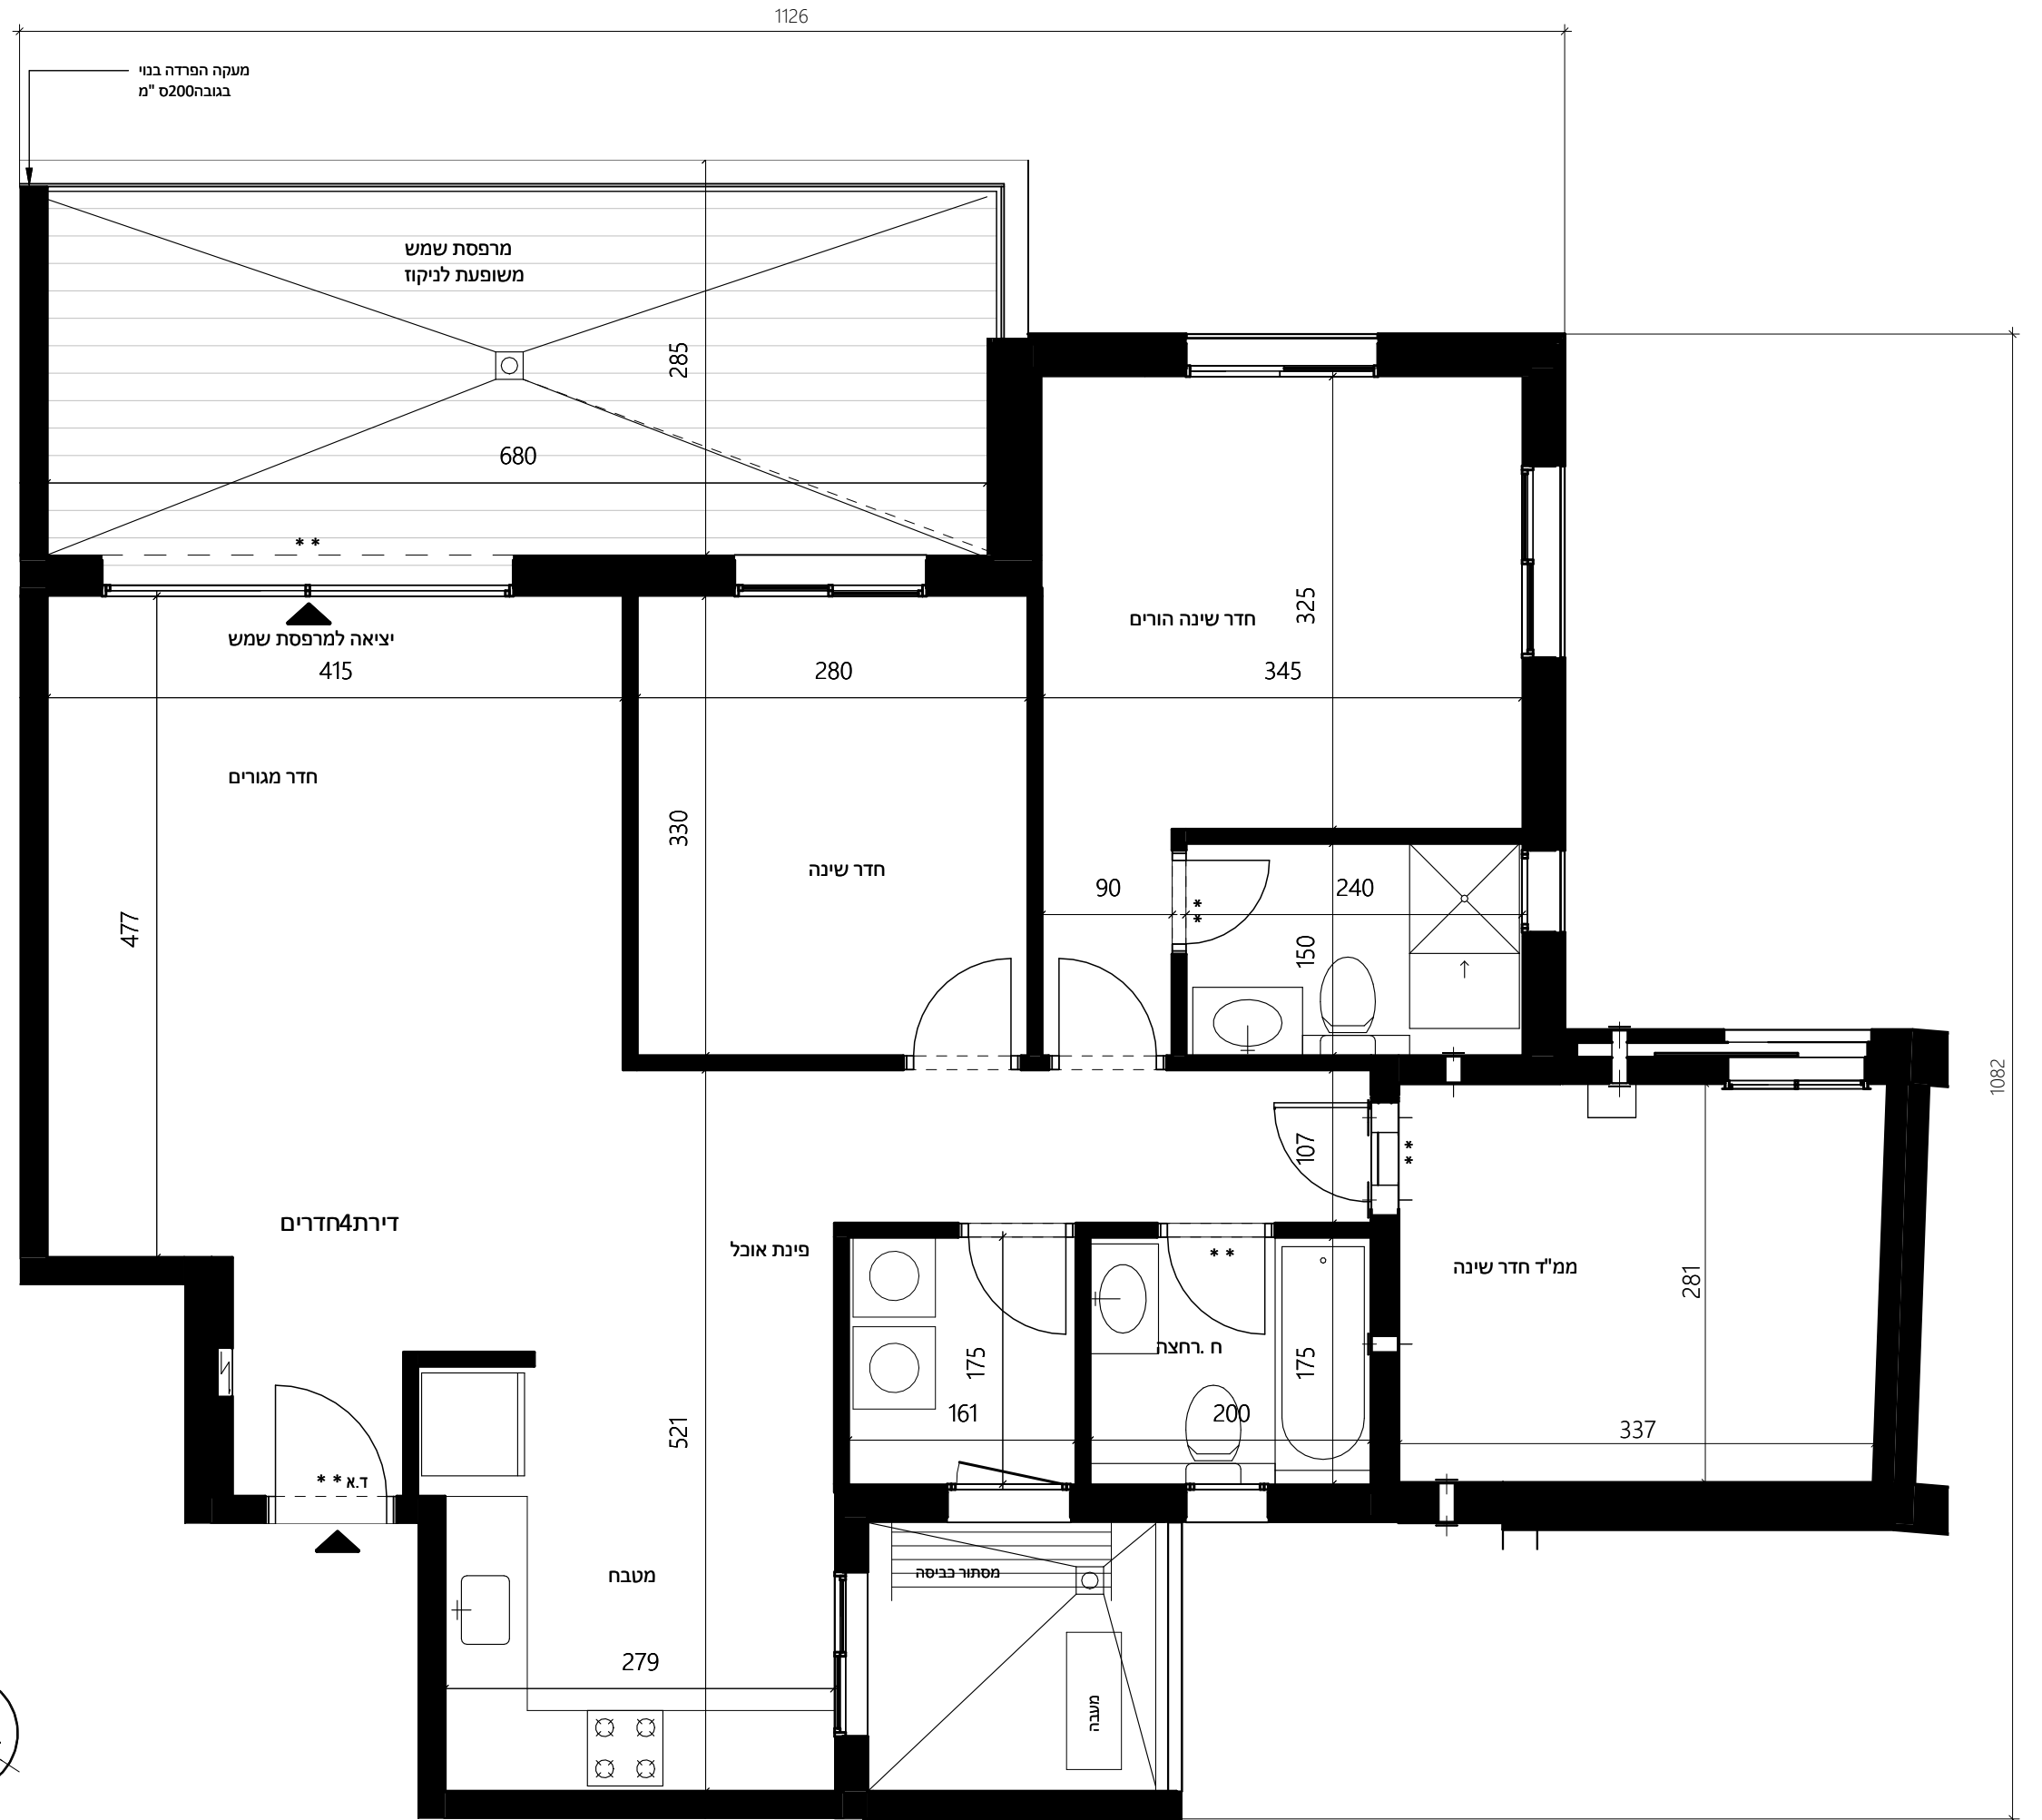 1126
מעקה הפרדה בנוי
בגובה200ס "מ
מרפסת שמש
משופעת לניקוז
285
680
* *
יציאה למרפסת שמש
415
280
חדר שינה הורים
325
345
חדר מגורים
330
חדר שינה
477
90
240
* *
150
1082
107
* *
דירת4חדרים
פינת אוכל
* *
ממ"ד חדר שינה
281
ח .רחצה
175
175
161
200
337
521
ד.א * *
מטבח
מסתור כביסה
279
מעבה